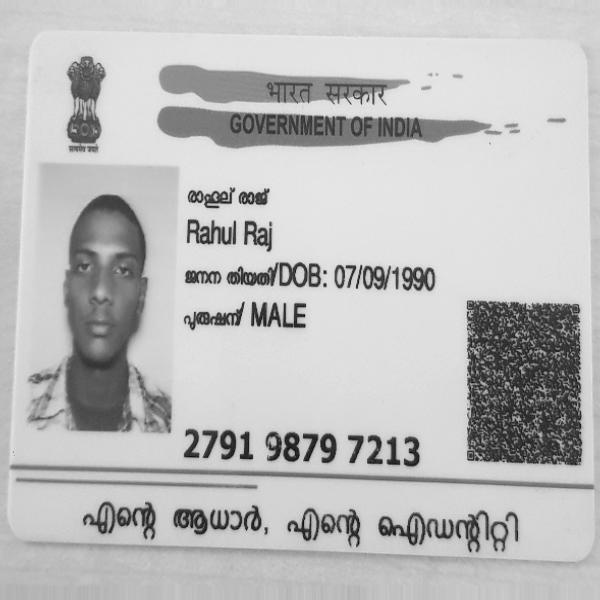 सत्यमेव जयते
भारत सरकार
GOVERNMENT OF INDIA
രാഹുല് രാജ്
Rahul Raj
ജനന തിയതി/DOB: 07/09/1990
പുരുഷന്/ MALE
2791 9879 7213
എന്റെ ആധാർ, എന്റെ ഐഡന്റിറ്റി